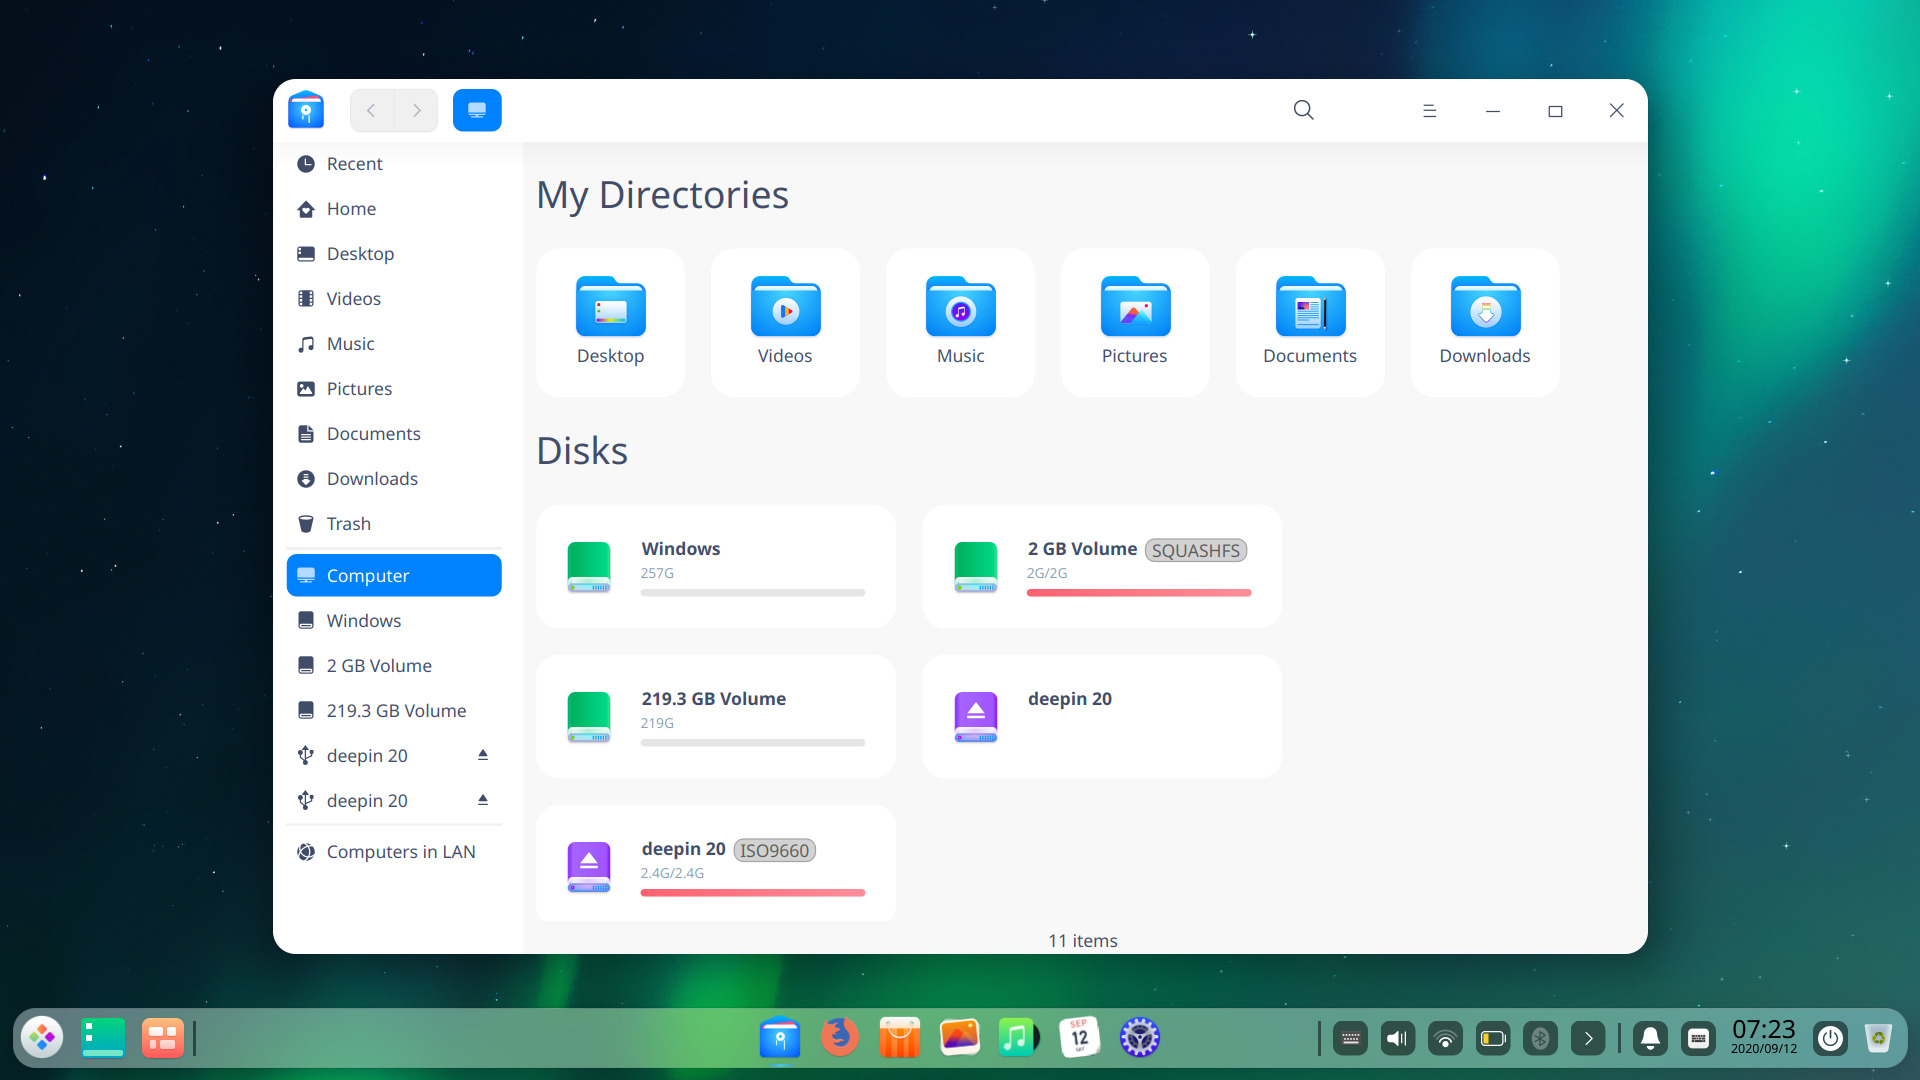 Recent
Home
Desktop
Videos
Music
Pictures
Documents
Downloads
Trash
Computer
Windows
2 GB Volume
219.3 GB Volume
deepin 20
deepin 20
Computers in LAN
My Directories
Desktop
Videos
Music
Pictures
Documents
Downloads
Disks
Windows
257G
2 GB Volume SQUASHFS
2G/2G
219.3 GB Volume
219G
deepin 20
deepin 20 ISO9660
2.4G/2.4G
11 items
SEP
12
SAT
07:23
2020/09/12